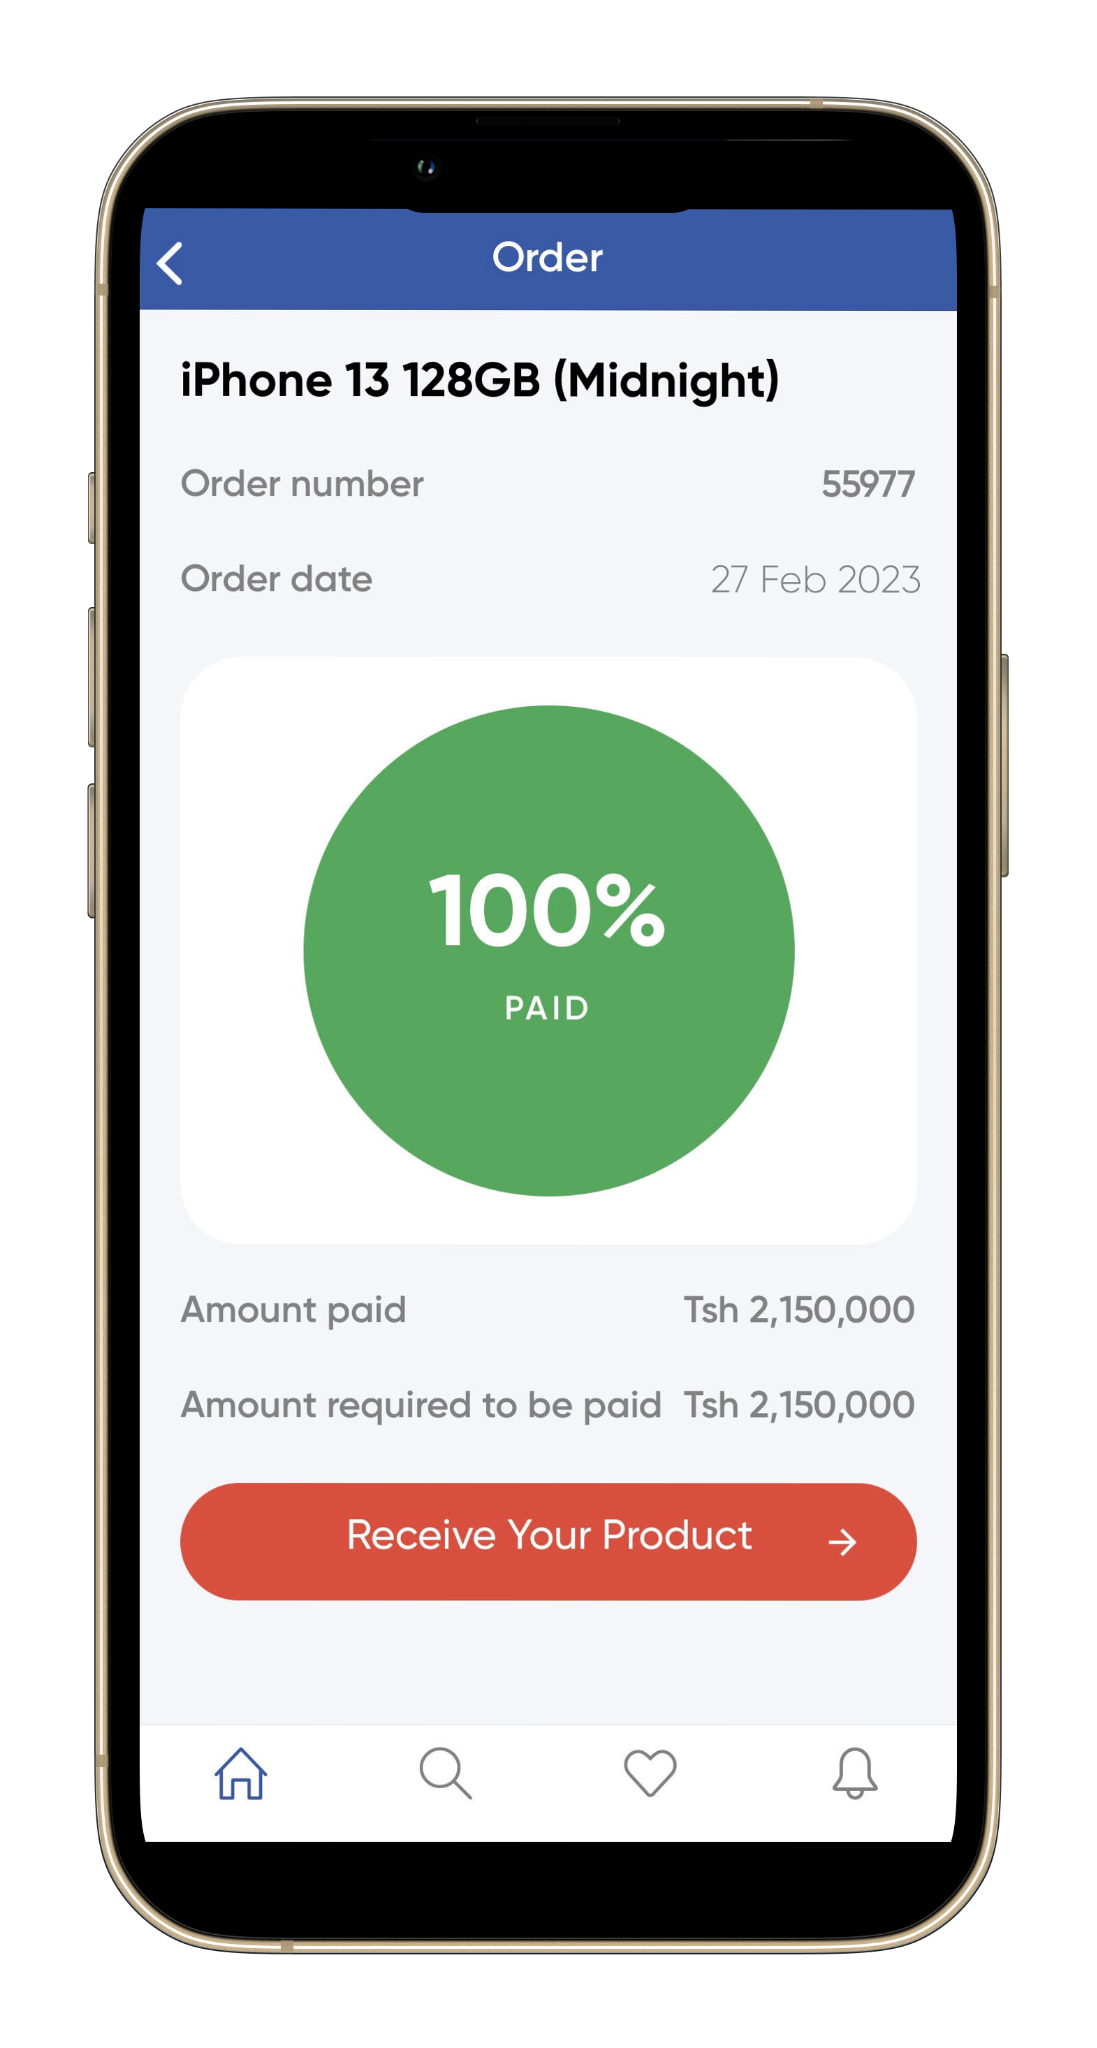 Order
iPhone 13 128GB (Midnight)
Order number 55977
Order date 27 Feb 2023
100%
PAID
Amount paid Tsh 2,150,000
Amount required to be paid Tsh 2,150,000
Receive Your Product